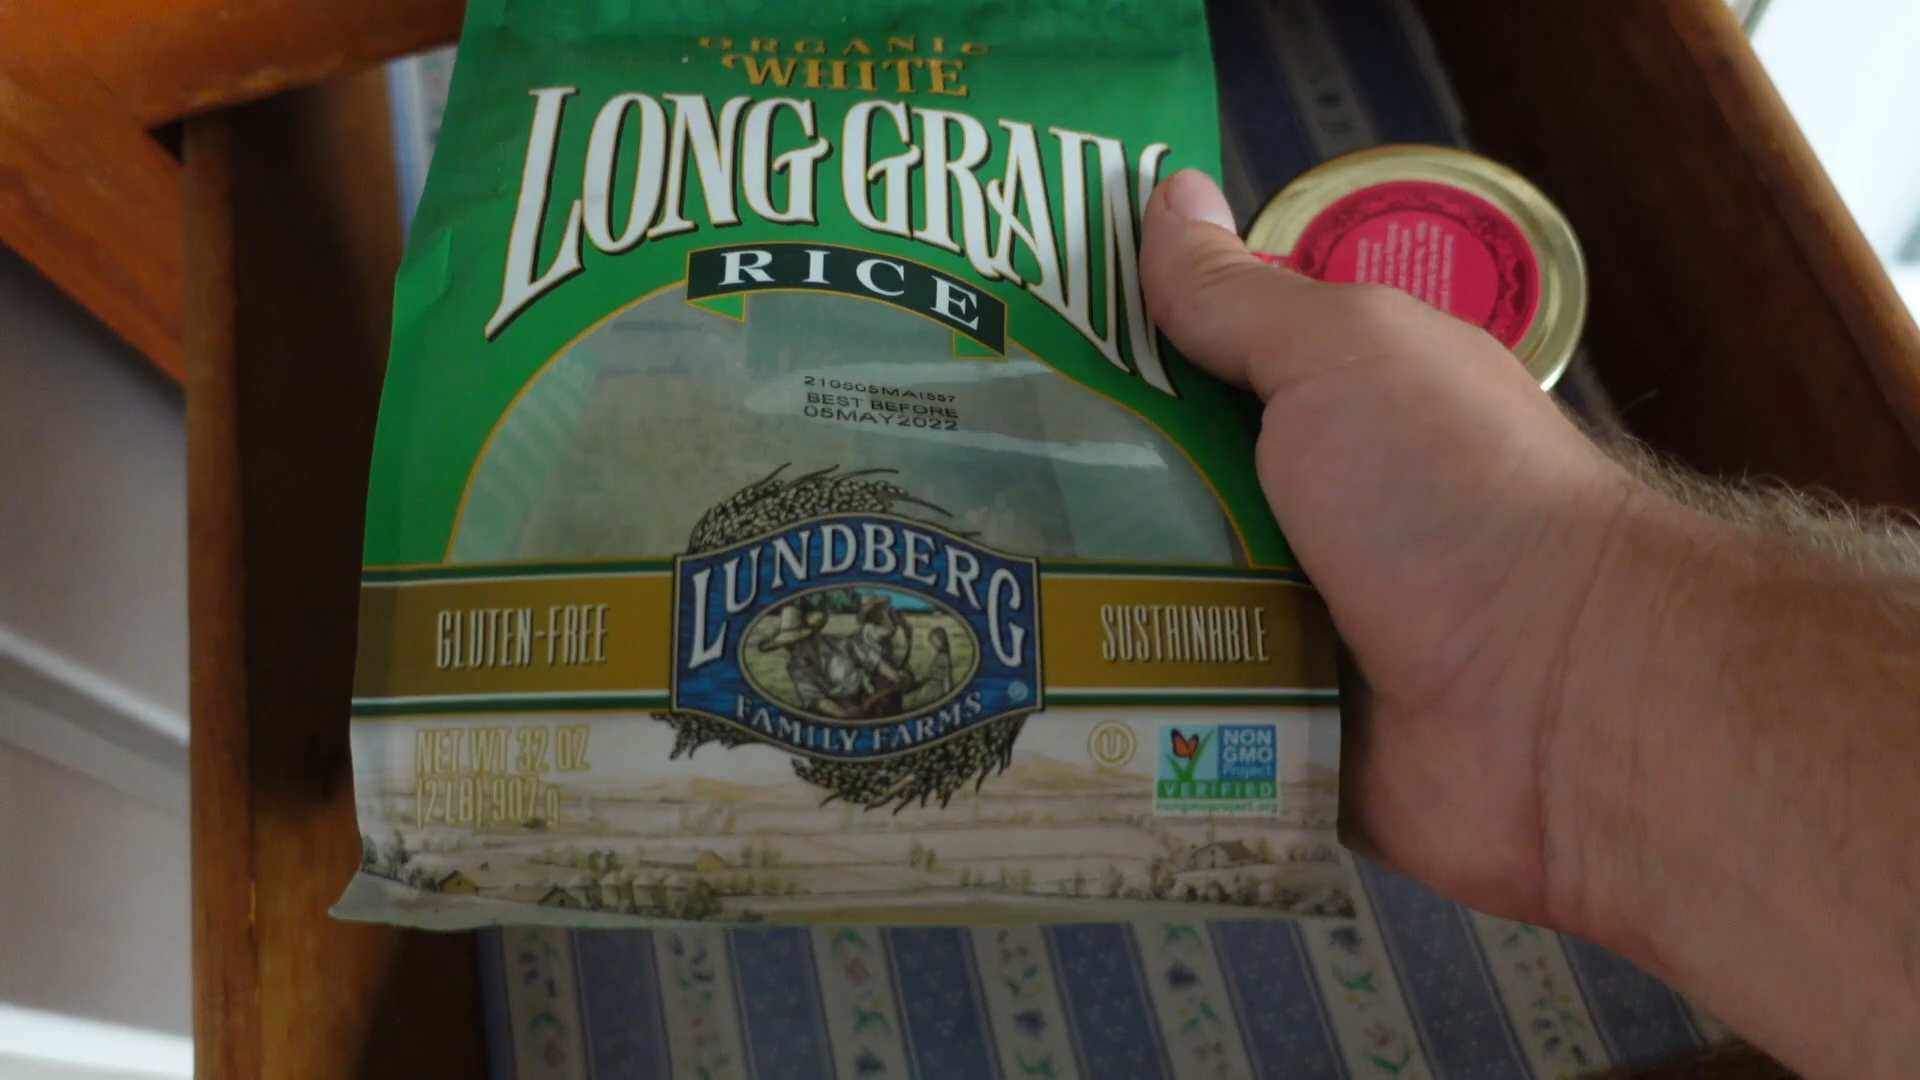 ORGANIC
WHITE
LONG GRAIN
RICE
BEST BEFORE
05MAY2022
LUNDBERG
FAMILY FARMS
®
GLUTEN-FREE
SUSTAINABLE
NET WT 32 OZ
(2 LB) 907g
U
NON
GMO
Project
VERIFIED
nongmoproject.org